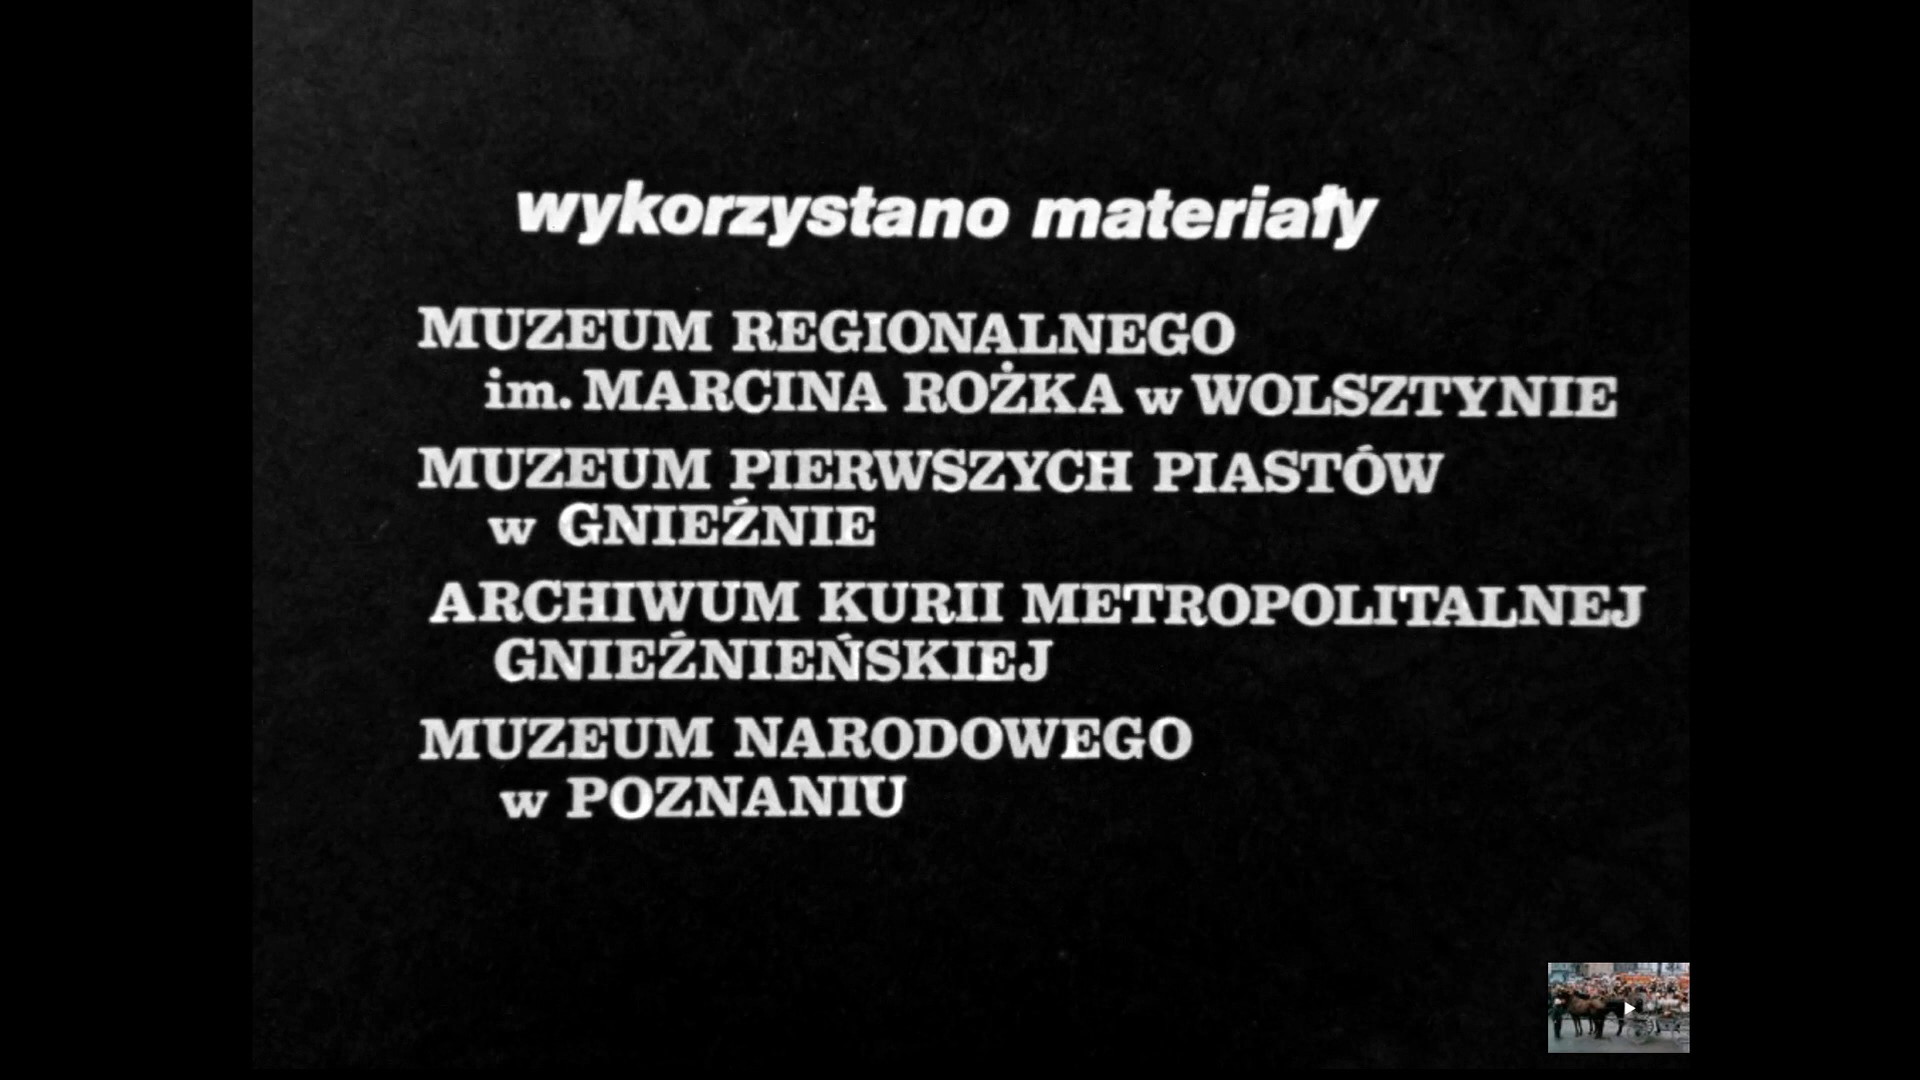 wykorzystano materiały
MUZEUM REGIONALNEGO
im. MARCINA ROŻKA w WOLSZTYNIE
MUZEUM PIERWSZYCH PIASTÓW
w GNIEŹNIE
ARCHIWUM KURII METROPOLITALNEJ
GNIEŹNIEŃSKIEJ
MUZEUM NARODOWEGO
w POZNANIU